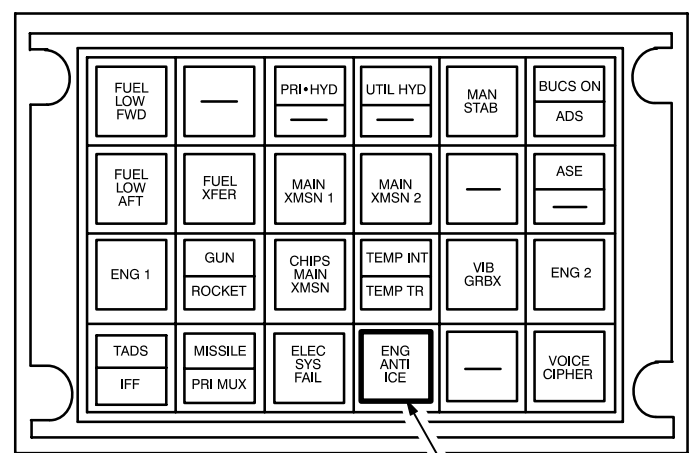 FUEL
LOW
FWD
—
PRI•HYD
—
UTIL HYD
—
MAN
STAB
BUCS ON
ADS
FUEL
LOW
AFT
FUEL
XFER
MAIN
XMSN 1
MAIN
XMSN 2
—
ASE
—
ENG 1
GUN
ROCKET
CHIPS
MAIN
XMSN
TEMP INT
TEMP TR
VIB
GRBX
ENG 2
TADS
IFF
MISSILE
PRI MUX
ELEC
SYS
FAIL
ENG
ANTI
ICE
—
VOICE
CIPHER